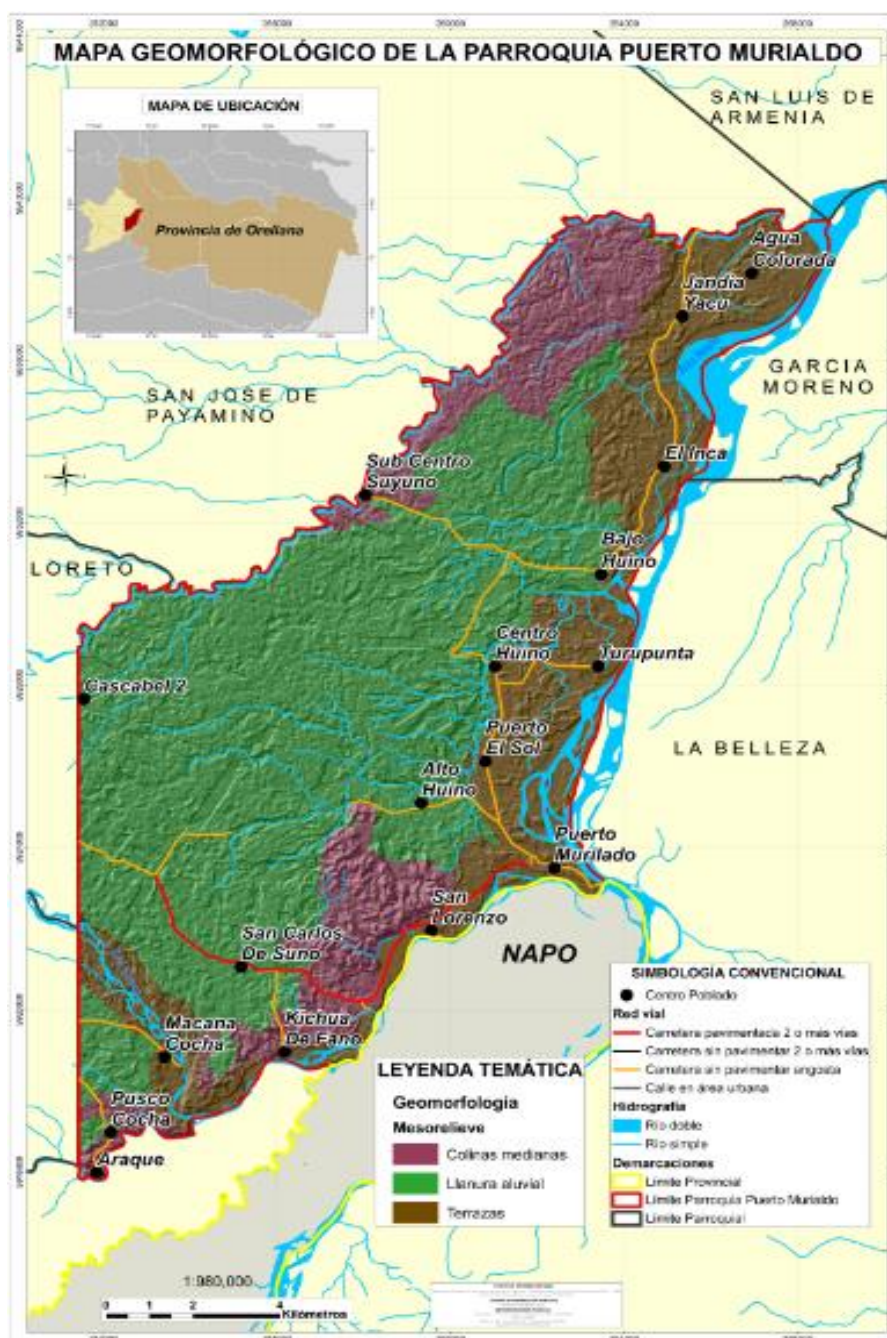 MAPA GEOMORFOLÓGICO DE LA PARROQUIA PUERTO MURIALDO
MAPA DE UBICACIÓN
Provincia de Orellana
SAN LUIS DE
ARMENIA
Agua
Colorada
Jandia
Yacu
GARCIA
MORENO
SAN JOSE DE
PAYAMINO
El Inca
Sub Centro
Suyuno
Bajo
Huino
LORETO
Centro
Huino
Turupunta
Cascabel 2
Puerto
El Sol
LA BELLEZA
Alto
Huino
Puerto
Murilado
San
Lorenzo
San Carlos
De Suno
NAPO
Macana
Cocha
Kichua
De Fano
Pusco
Cocha
Araque
LEYENDA TEMÁTICA
Geomorfologia
Mesorelieve
Colinas medianas
Llanura aluvial
Terrazas
SIMBOLOGÍA CONVENCIONAL
Centro Poblado
Red vial
Carretera pavimentada 2 o más vías
Carretera sin pavimentar 2 o más vías
Carretera sin pavimentar angosta
Calle en área urbana
Hidrografía
Río doble
Río simple
Demarcaciones
Límite Provincial
Límite Parroquia Puerto Murialdo
Límite Parroquial
1:980,000
0 1 2 4
Kilómetros